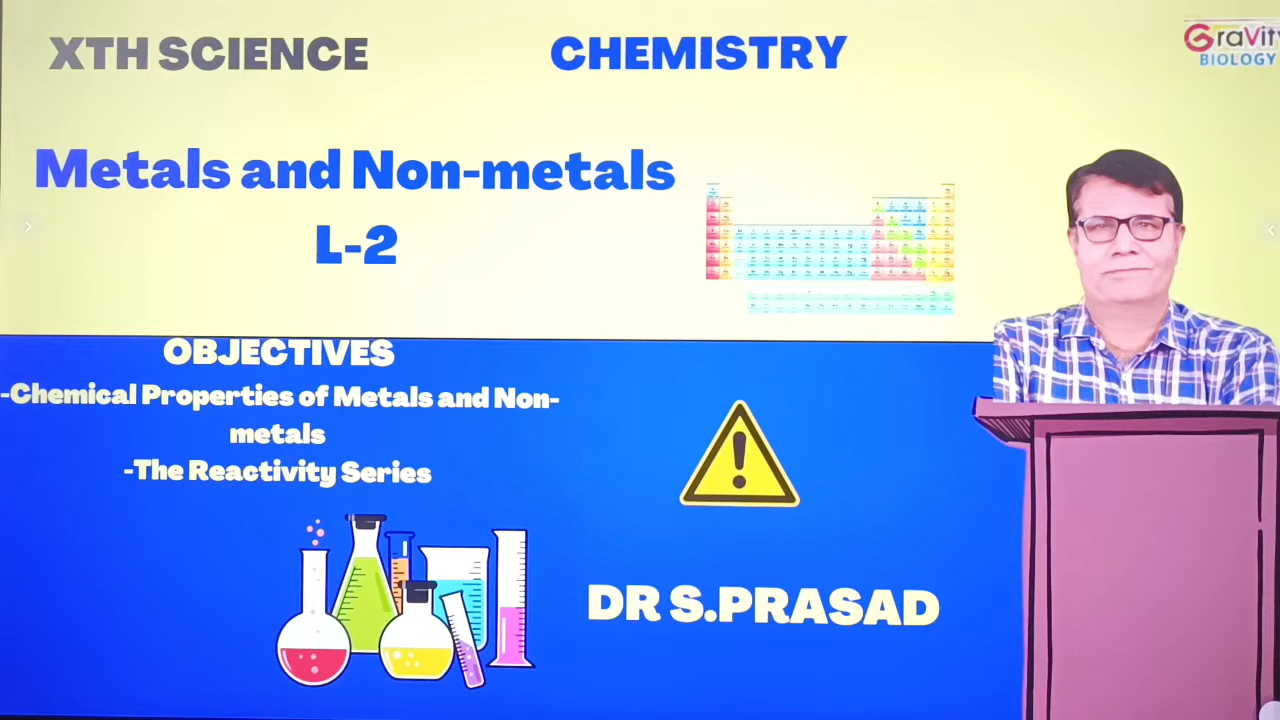 XTH SCIENCE
CHEMISTRY
GraVity
BIOLOGY
Metals and Non-metals
L-2
OBJECTIVES
-Chemical Properties of Metals and Non-
metals
-The Reactivity Series
DR S.PRASAD